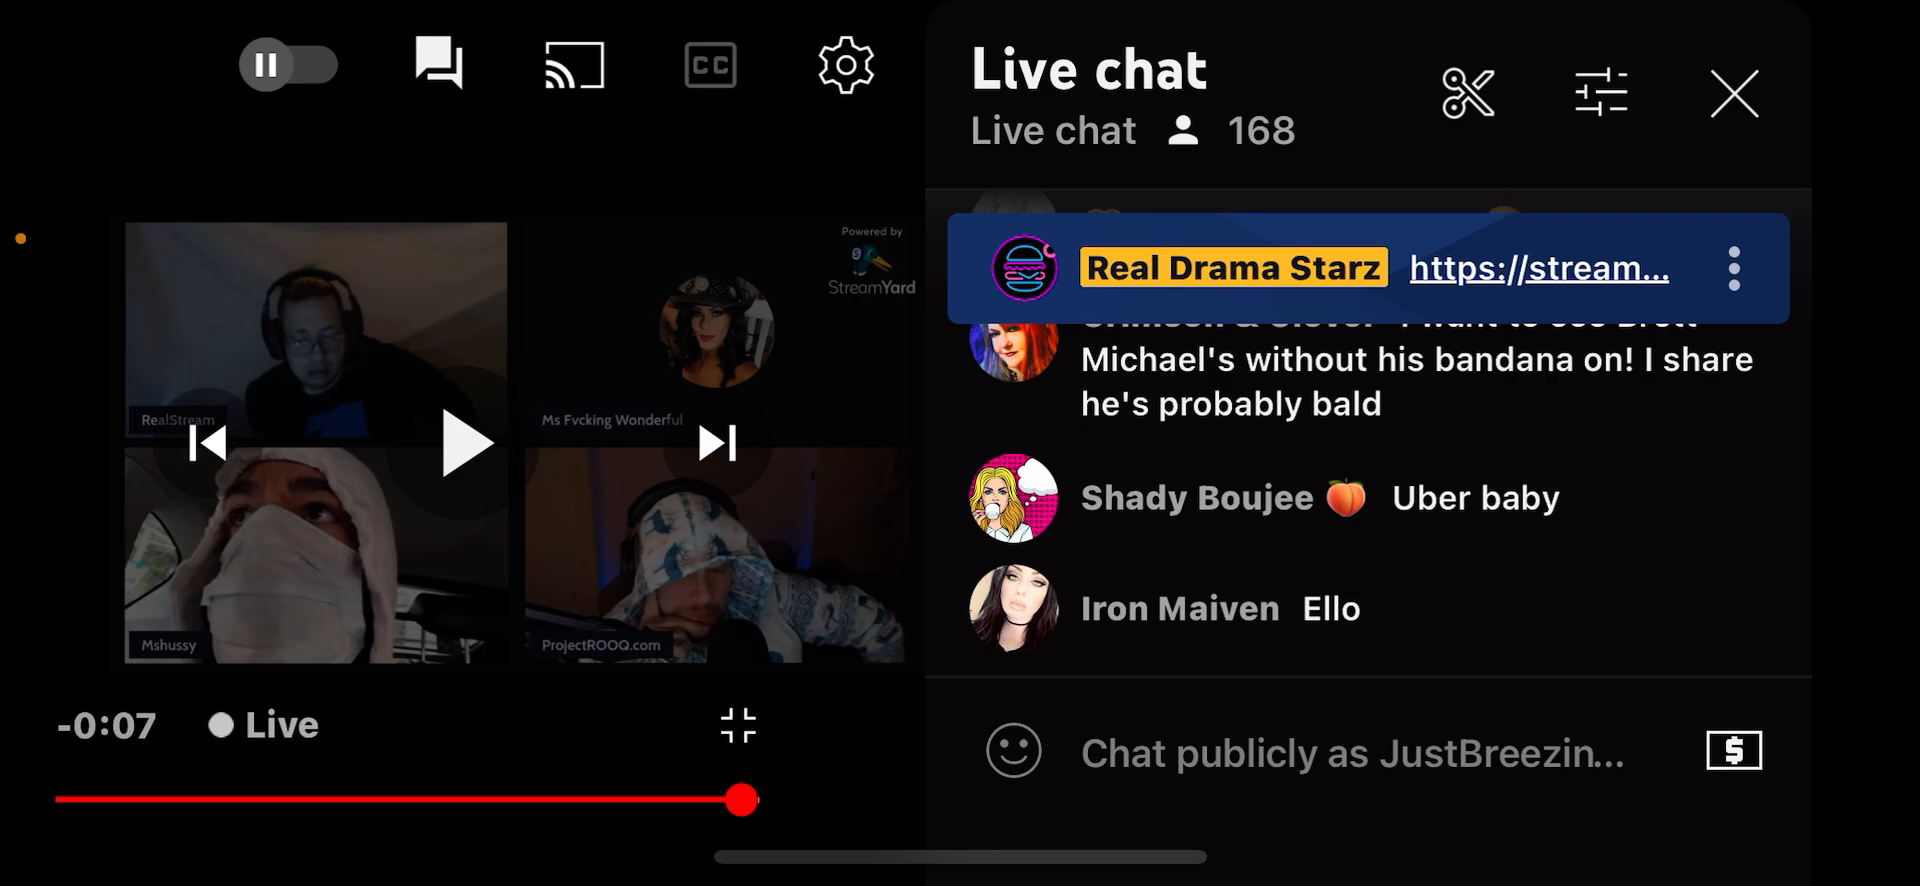 CC
Powered by
StreamYard
RealStream
Ms Fvcking Wonderful
Mshussy
ProjectROOQ.com
-0:07
Live
Live chat
Live chat 168
Real Drama Starz https://stream...
Michael's without his bandana on! I share
he's probably bald
Shady Boujee 🍑 Uber baby
Iron Maiven Ello
Chat publicly as JustBreezin...
$